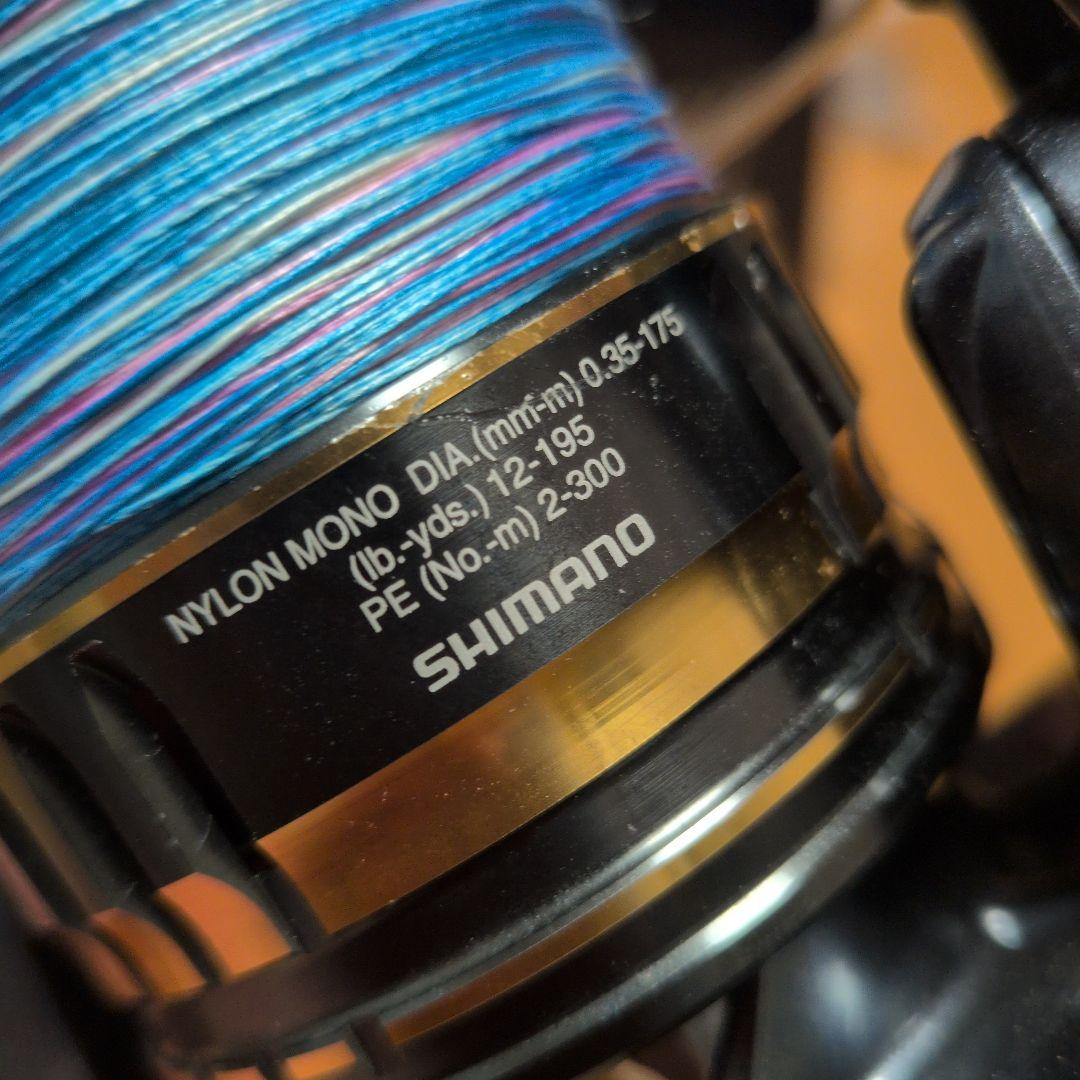 NYLON MONO DIA.(mm-m) 0.35-175
(lb.-yds.) 12-195
PE (No.-m) 2-300
SHIMANO